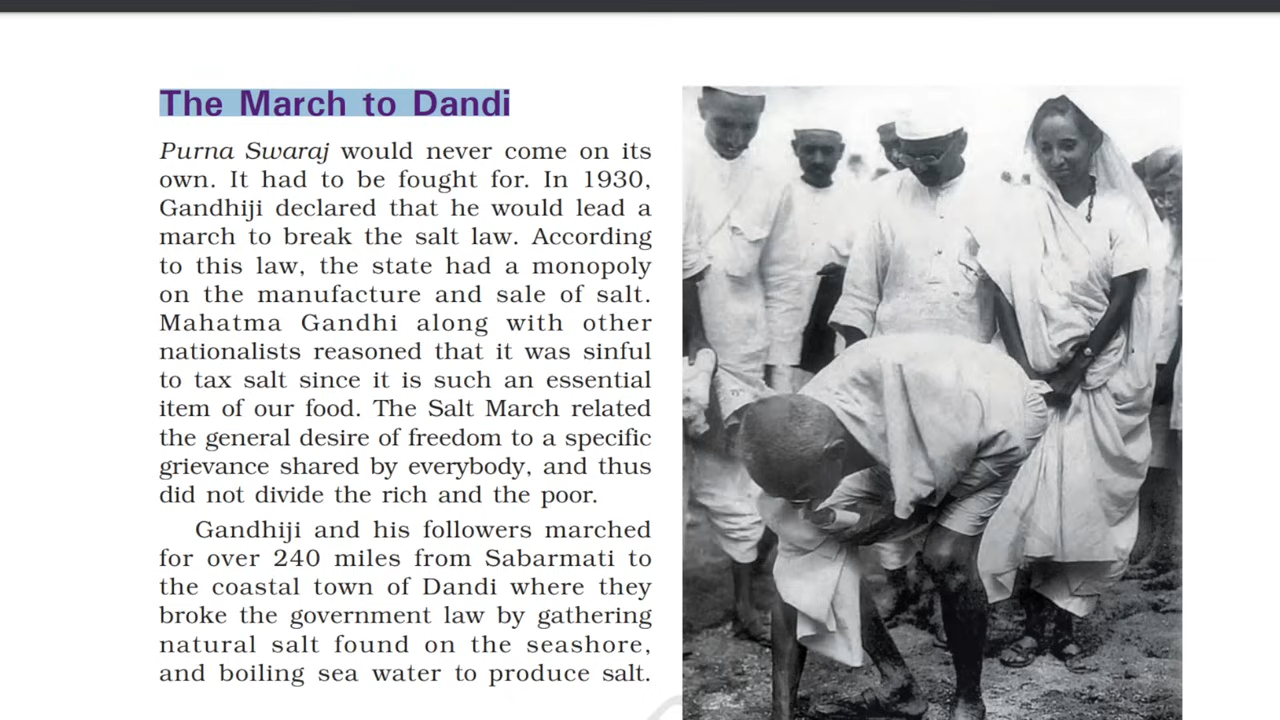 The March to Dandi
Purna Swaraj would never come on its
own. It had to be fought for. In 1930,
Gandhiji declared that he would lead a
march to break the salt law. According
to this law, the state had a monopoly
on the manufacture and sale of salt.
Mahatma Gandhi along with other
nationalists reasoned that it was sinful
to tax salt since it is such an essential
item of our food. The Salt March related
the general desire of freedom to a specific
grievance shared by everybody, and thus
did not divide the rich and the poor.
Gandhiji and his followers marched
for over 240 miles from Sabarmati to
the coastal town of Dandi where they
broke the government law by gathering
natural salt found on the seashore,
and boiling sea water to produce salt.